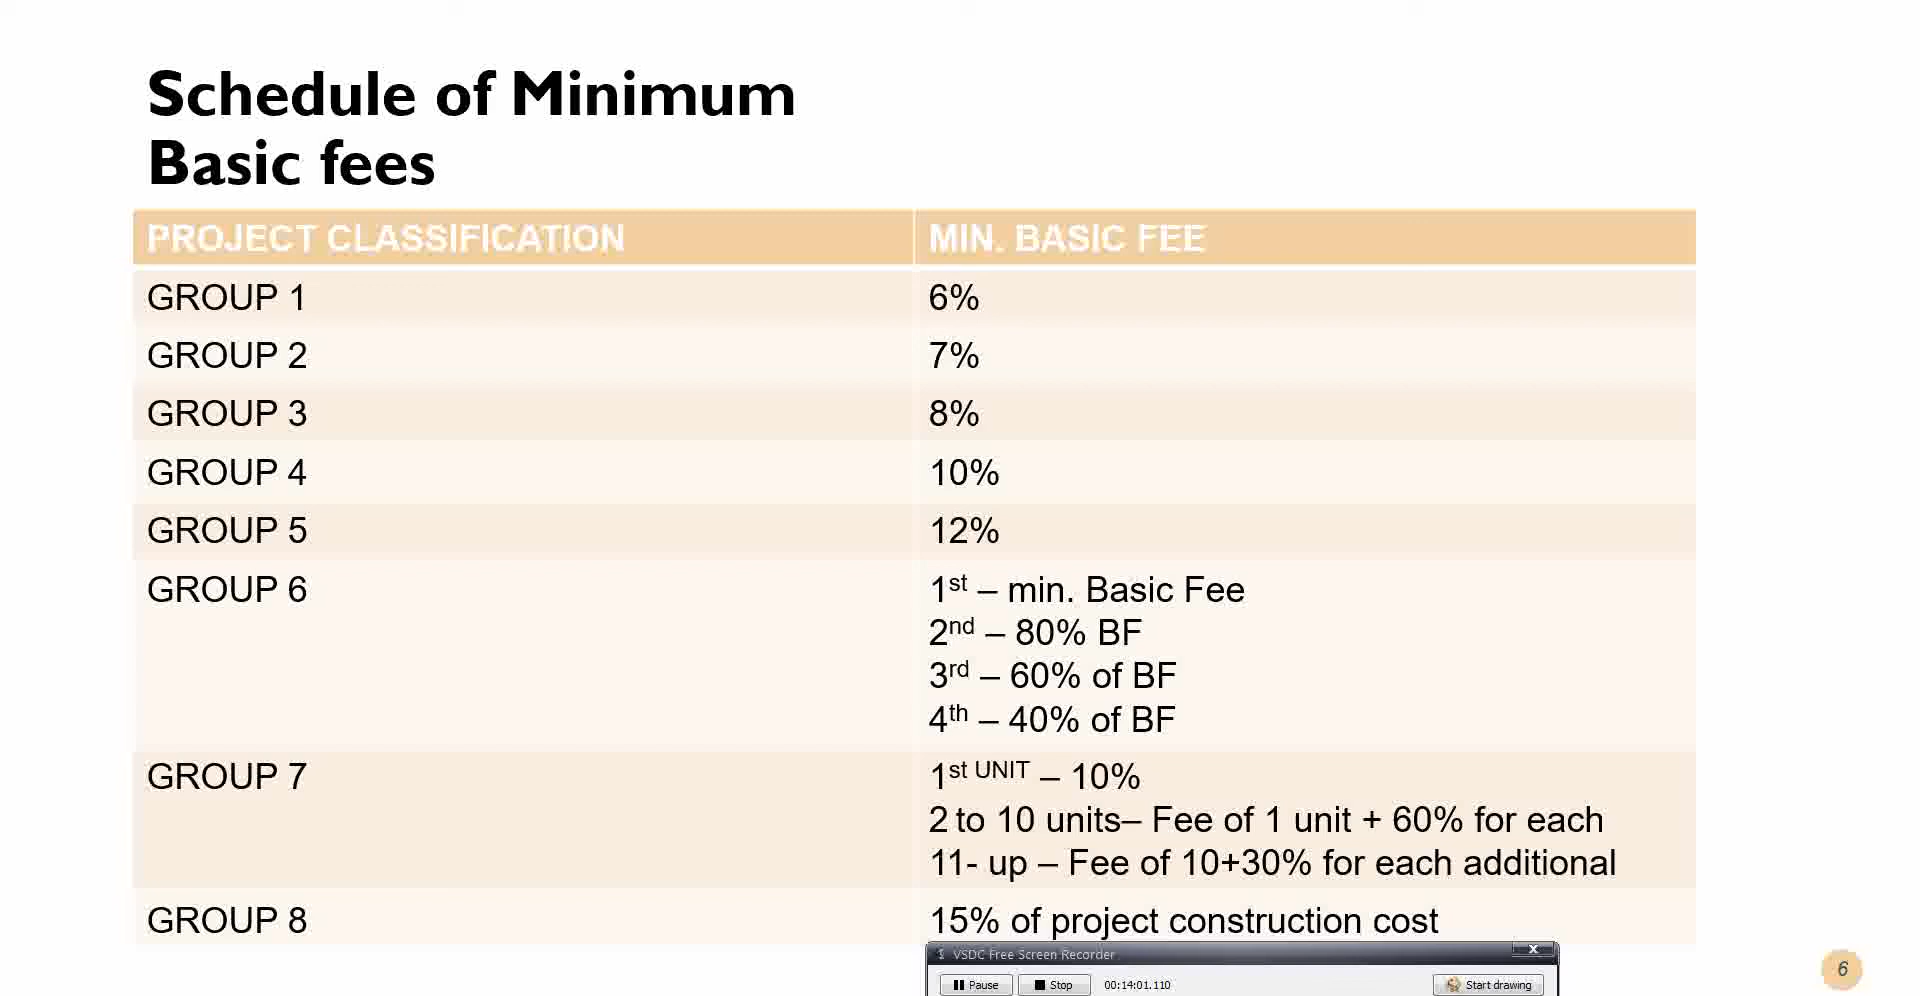 Schedule of Minimum
Basic fees
PROJECT CLASSIFICATION MIN. BASIC FEE
GROUP 1 6%
GROUP 2 7%
GROUP 3 8%
GROUP 4 10%
GROUP 5 12%
GROUP 6 1st – min. Basic Fee
2nd – 80% BF
3rd – 60% of BF
4th – 40% of BF
GROUP 7 1st UNIT – 10%
2 to 10 units– Fee of 1 unit + 60% for each
11- up – Fee of 10+30% for each additional
GROUP 8 15% of project construction cost
VSDC Free Screen Recorder X
Pause Stop 00:14:01.110 Start drawing
6